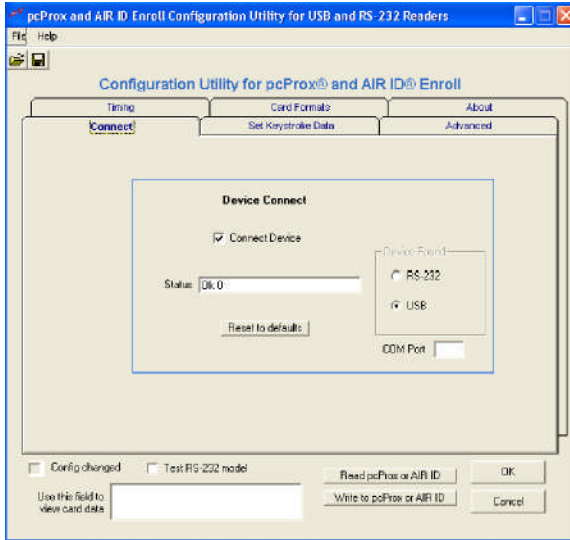 pcProx and AIR ID Enroll Configuration Utility for USB and RS-232 Readers
File Help
Configuration Utility for pcProx® and AIR ID® Enroll
Timing Card Formats About
Connect Set Keystroke Data Advanced
Device Connect
Connect Device
Device Found
RS-232
Status Ok 0
USB
Reset to defaults
COM Port
Config changed Test RS-232 model
Read pcProx or AIR ID OK
Use this field to
view card data
Write to pcProx or AIR ID Cancel